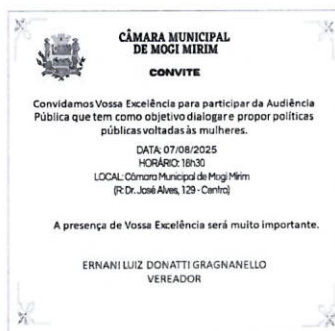 CÂMARA MUNICIPAL
DE MOGI MIRIM
CONVITE
Convidamos Vossa Excelência para participar da Audiência
Pública que tem como objetivo dialogar e propor políticas
públicas voltadas às mulheres.
DATA: 07/08/2025
HORÁRIO: 18h30
LOCAL: Câmara Municipal de Mogi Mirim
(R: Dr. José Alves, 129 - Centro)
A presença de Vossa Excelência será muito importante.
ERNANI LUIZ DONATTI GRAGNANELLO
VEREADOR